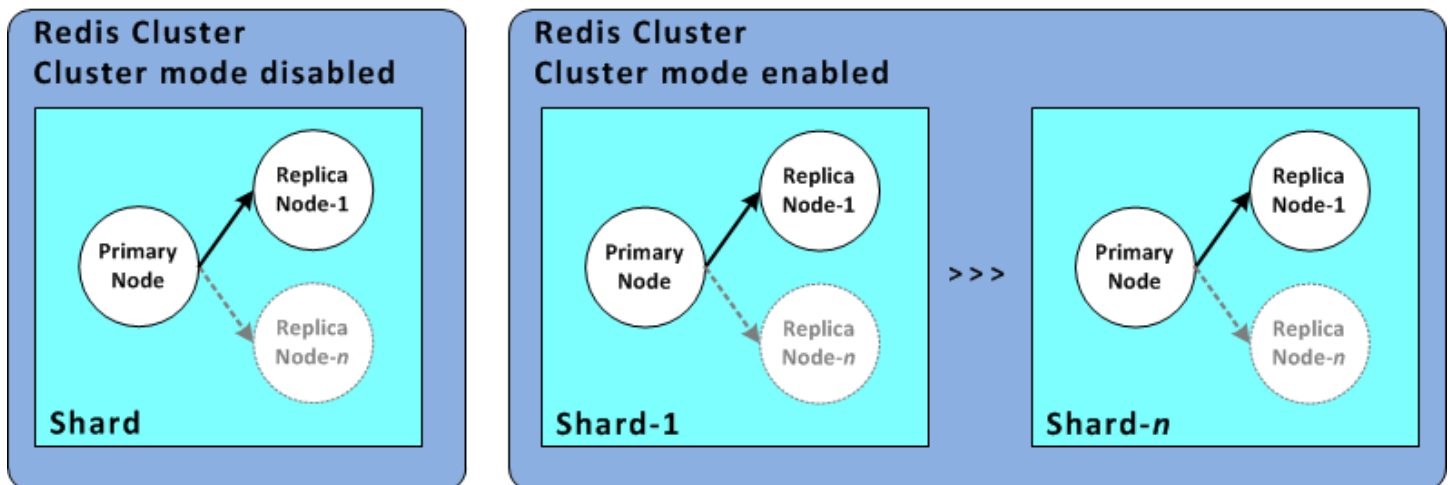 Redis Cluster
Cluster mode disabled
Replica
Node-1
Primary
Node
Replica
Node-n
Shard
Redis Cluster
Cluster mode enabled
Replica
Node-1
Primary
Node
Replica
Node-n
Shard-1
>>>
Replica
Node-1
Primary
Node
Replica
Node-n
Shard-n